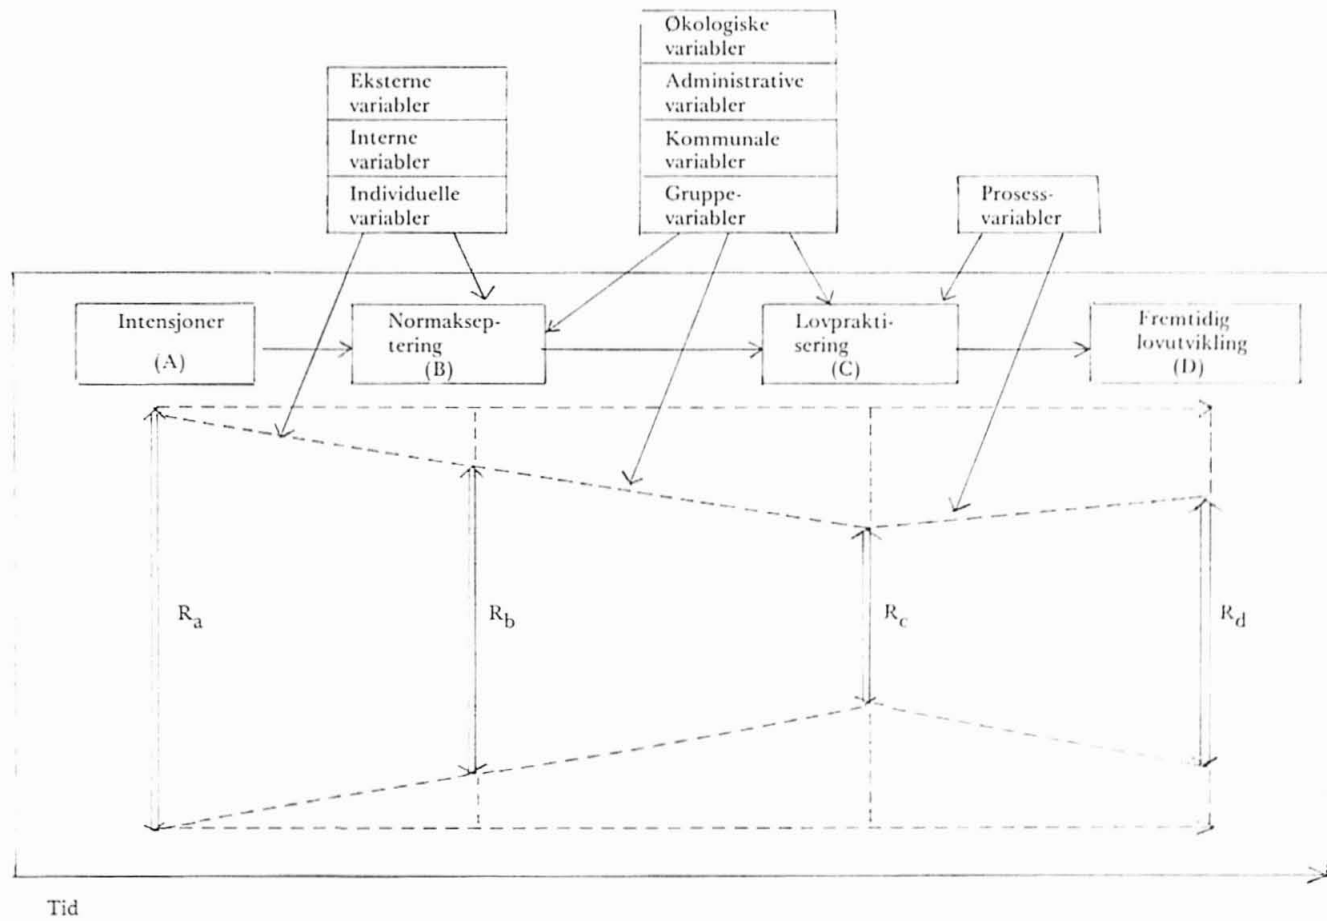 Økologiske
variabler
Administrative
variabler
Kommunale
variabler
Gruppe-
variabler
Eksterne
variabler
Interne
variabler
Individuelle
variabler
Prosess-
variabler
Intensjoner
(A)
Normaksep-
tering
(B)
Lovprakti-
sering
(C)
Fremtidig
lovutvikling
(D)
Ra
Rb
Rc
Rd
Tid